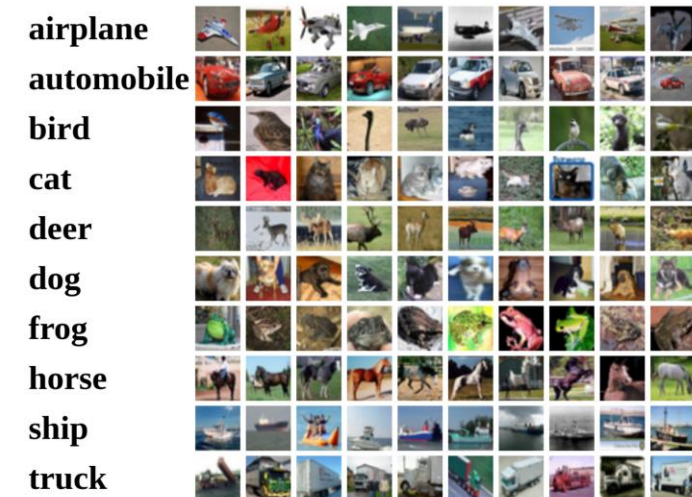 airplane
automobile
bird
cat
deer
dog
frog
horse
ship
truck